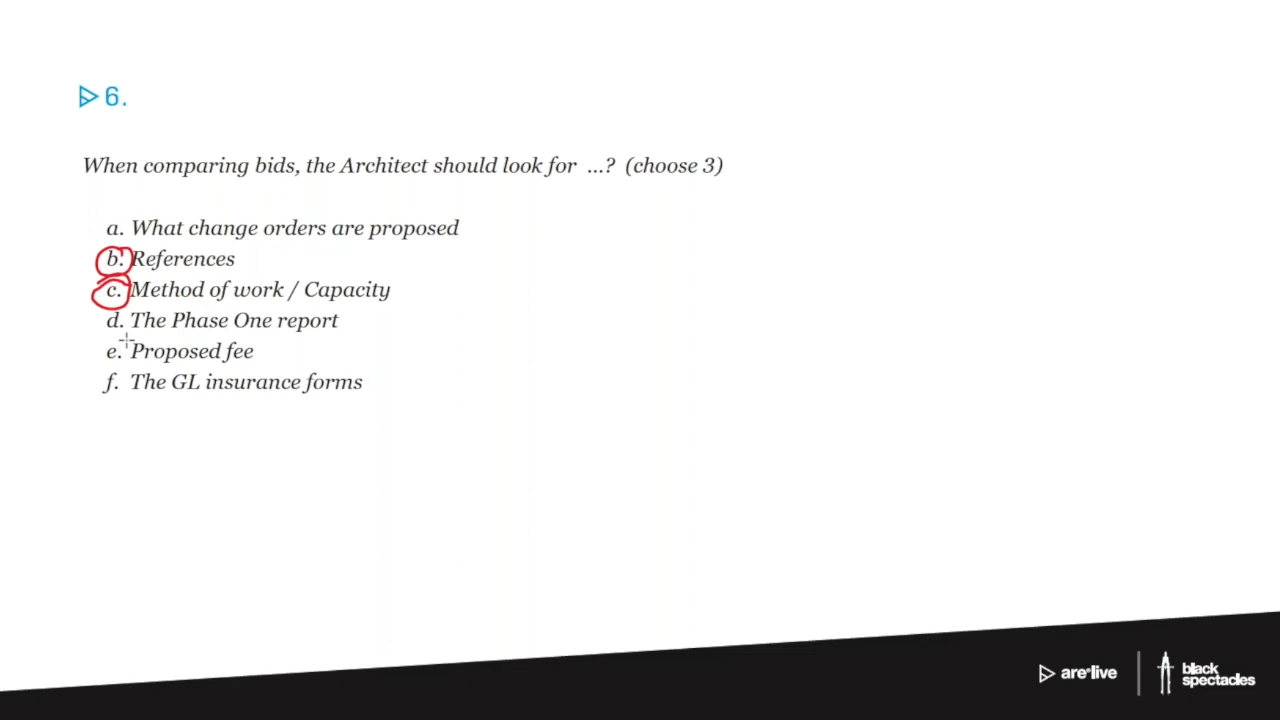 6.
When comparing bids, the Architect should look for ...? (choose 3)
a. What change orders are proposed
b. References
c. Method of work / Capacity
d. The Phase One report
e. Proposed fee
f. The GL insurance forms
are live
black
spectacles